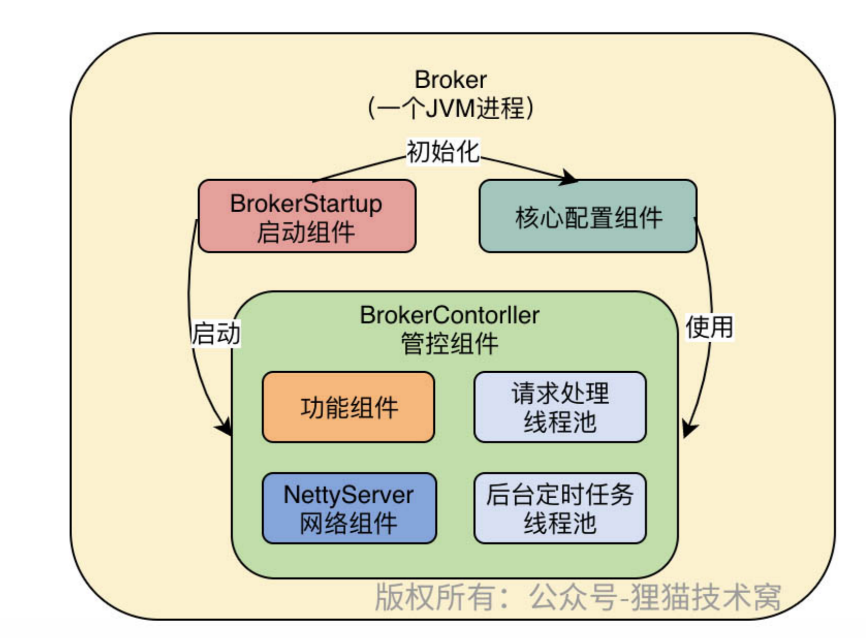 Broker
（一个JVM进程）
初始化
BrokerStartup
启动组件
核心配置组件
启动
使用
BrokerContorller
管控组件
功能组件
请求处理
线程池
NettyServer
网络组件
后台定时任务
线程池
版权所有：公众号-狸猫技术窝